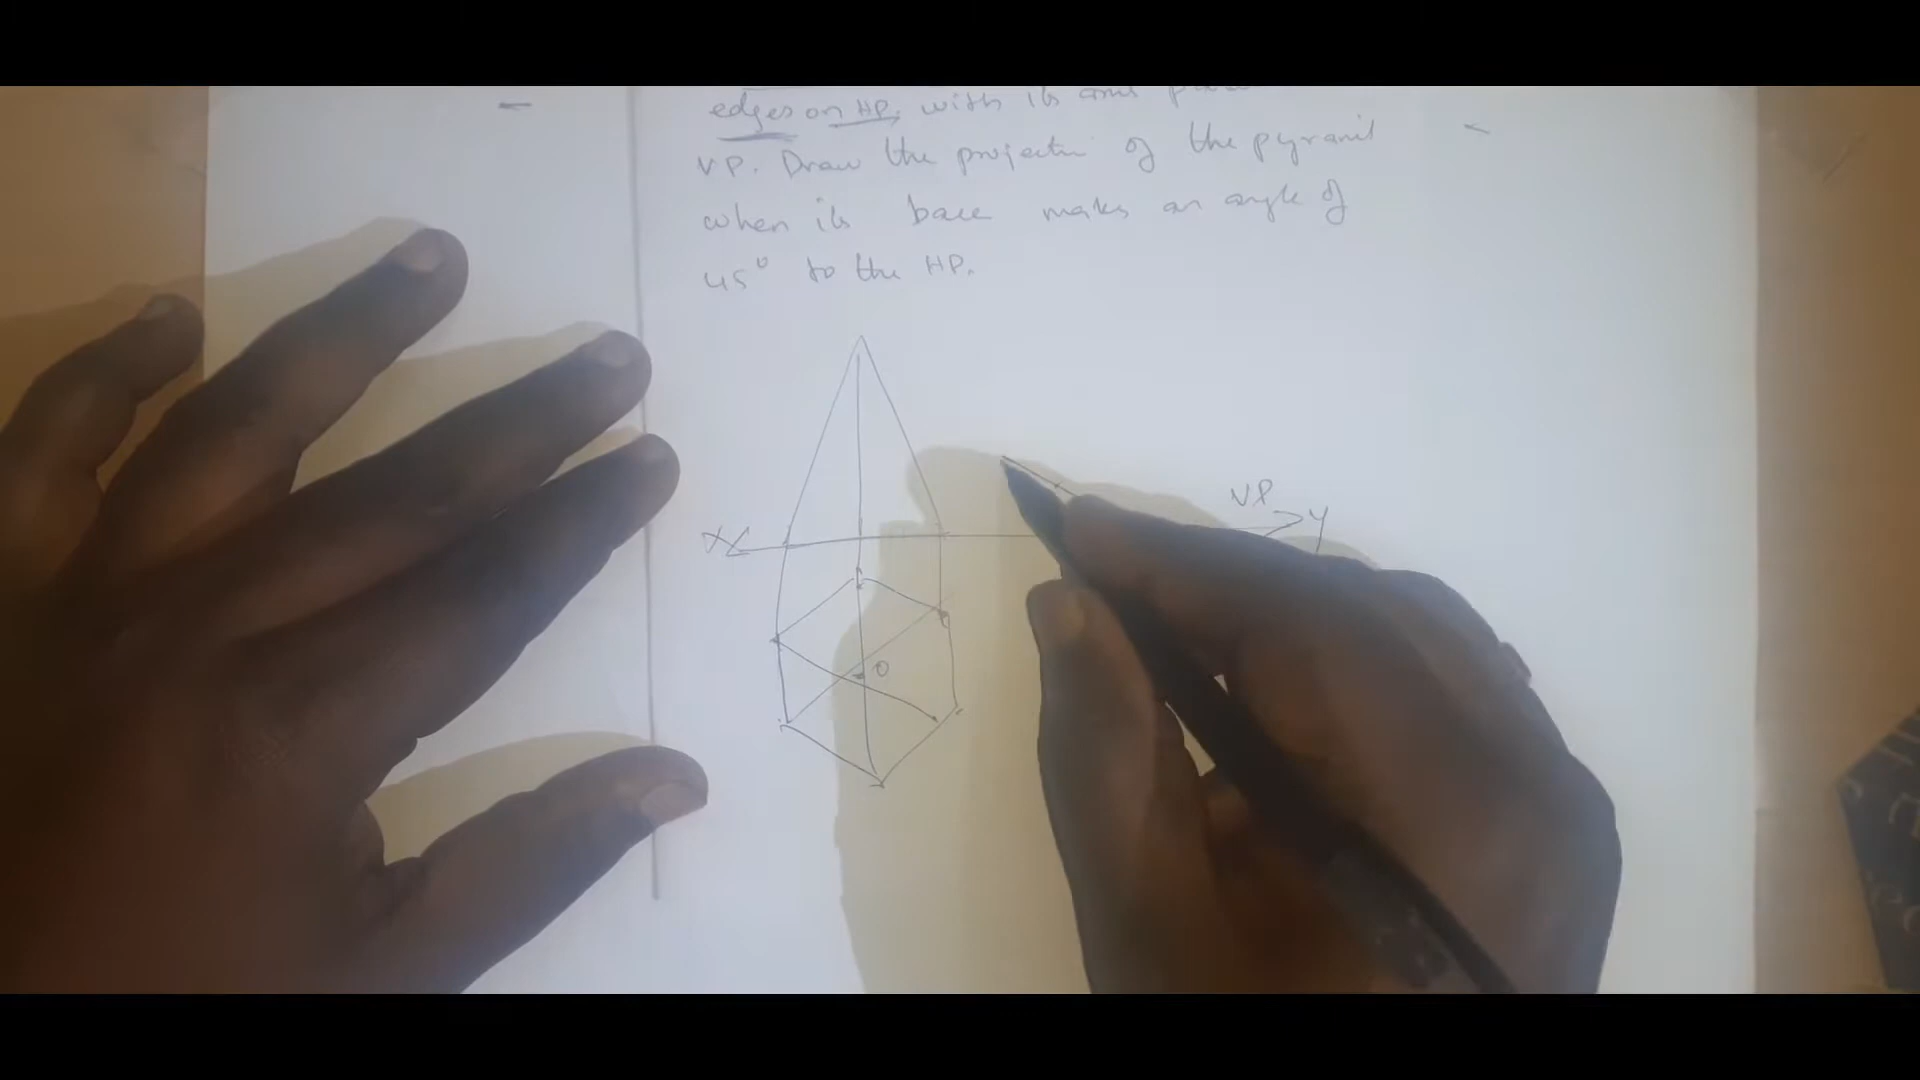 edges on HP. with its
VP. Draw the projectn of the pyramid
when its base makes an angle of
45° to the HP.
VP
X Y
O